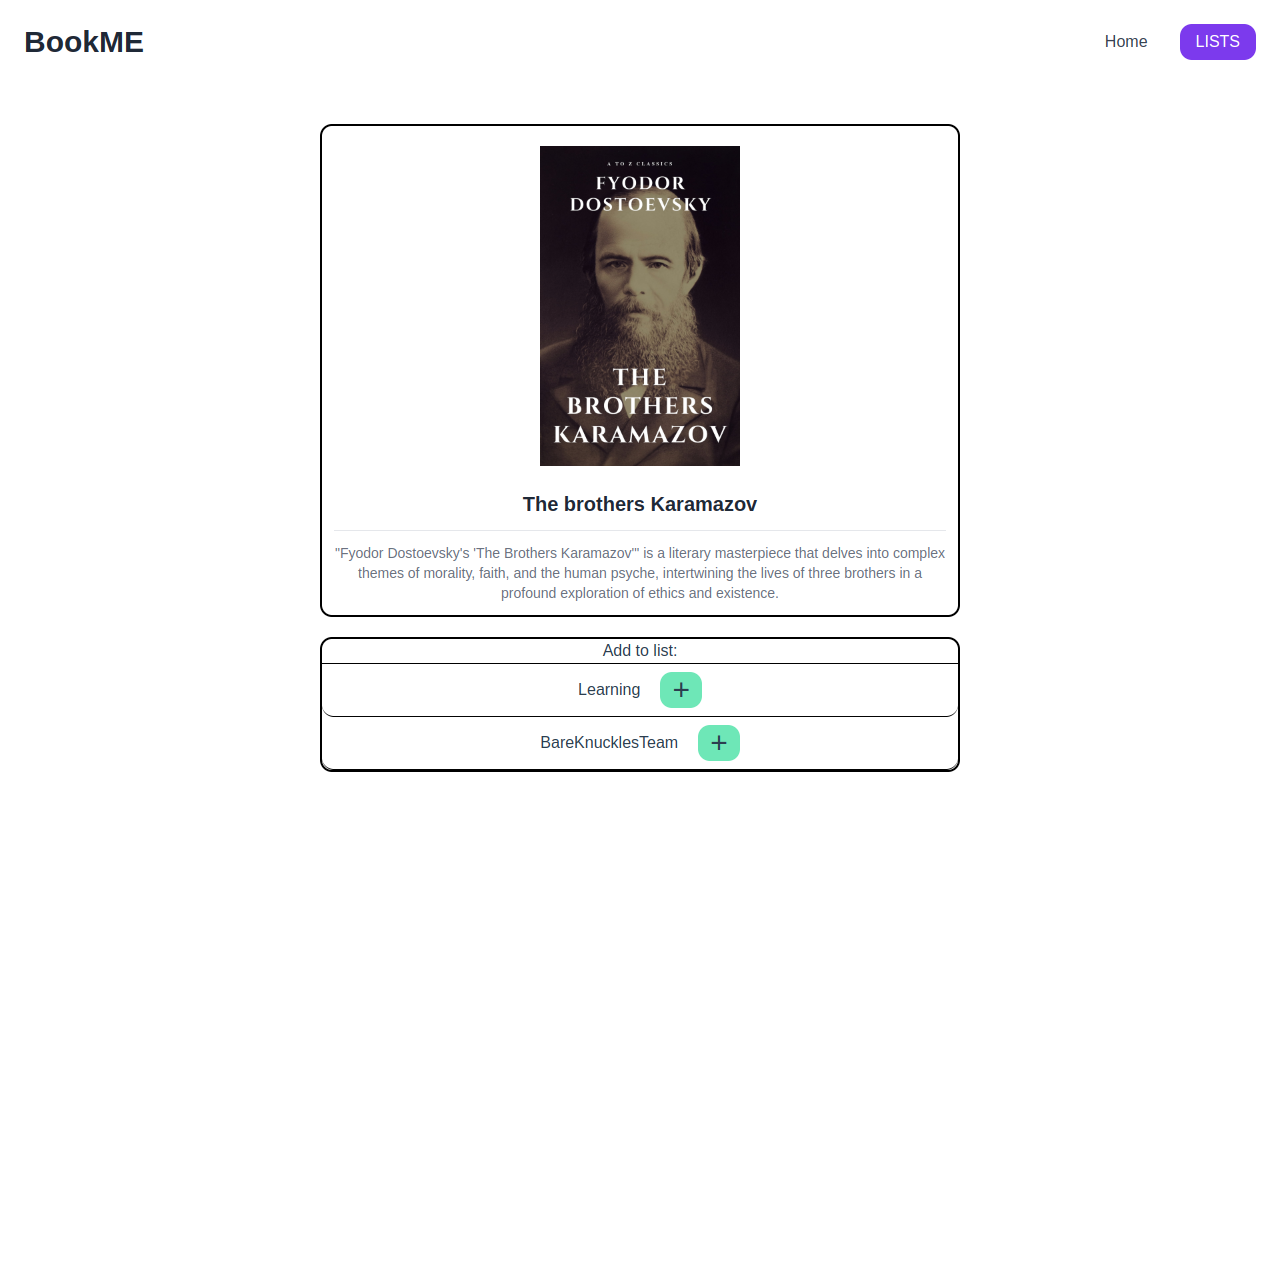 BookME
Home
LISTS
A TO Z CLASSICS
FYODOR
DOSTOEVSKY
THE
BROTHERS
KARAMAZOV
The brothers Karamazov
"Fyodor Dostoevsky's 'The Brothers Karamazov'" is a literary masterpiece that delves into complex
themes of morality, faith, and the human psyche, intertwining the lives of three brothers in a
profound exploration of ethics and existence.
Add to list:
Learning
+
BareKnucklesTeam
+